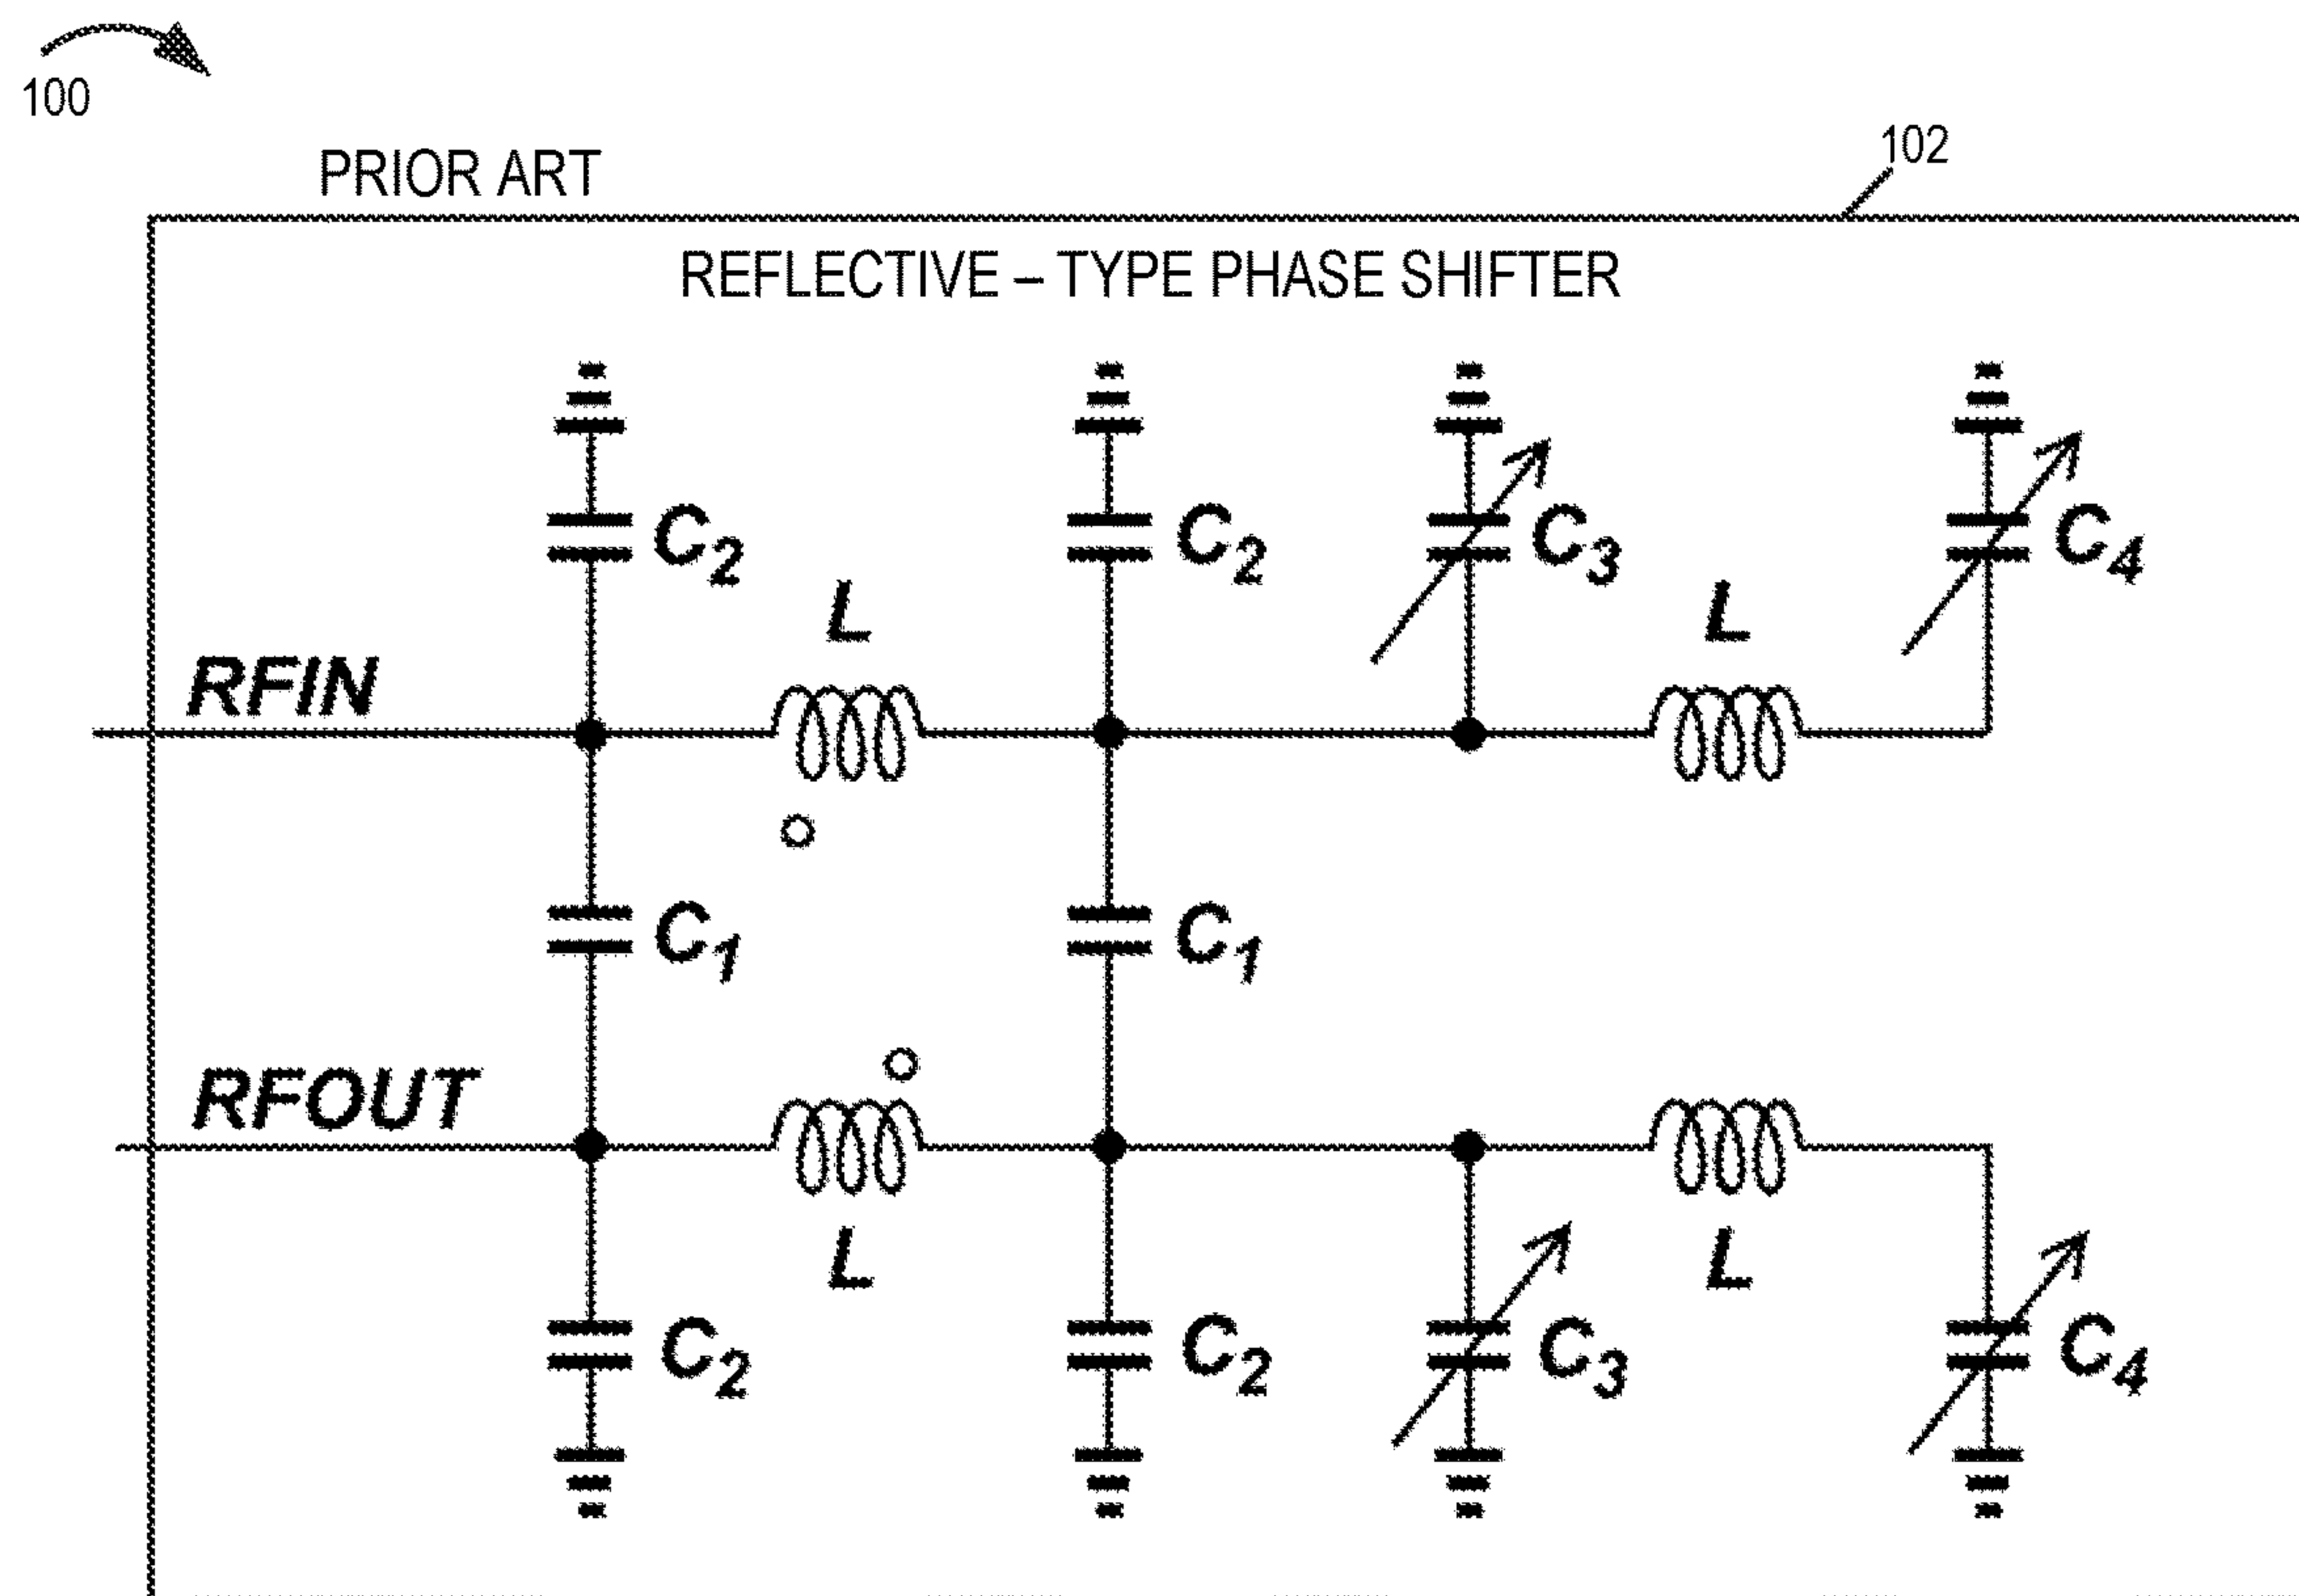 100
102
PRIOR ART
REFLECTIVE – TYPE PHASE SHIFTER
C2 C2 C3 C4
L L
RFIN
C1 C1
RFOUT
L L
C2 C2 C3 C4